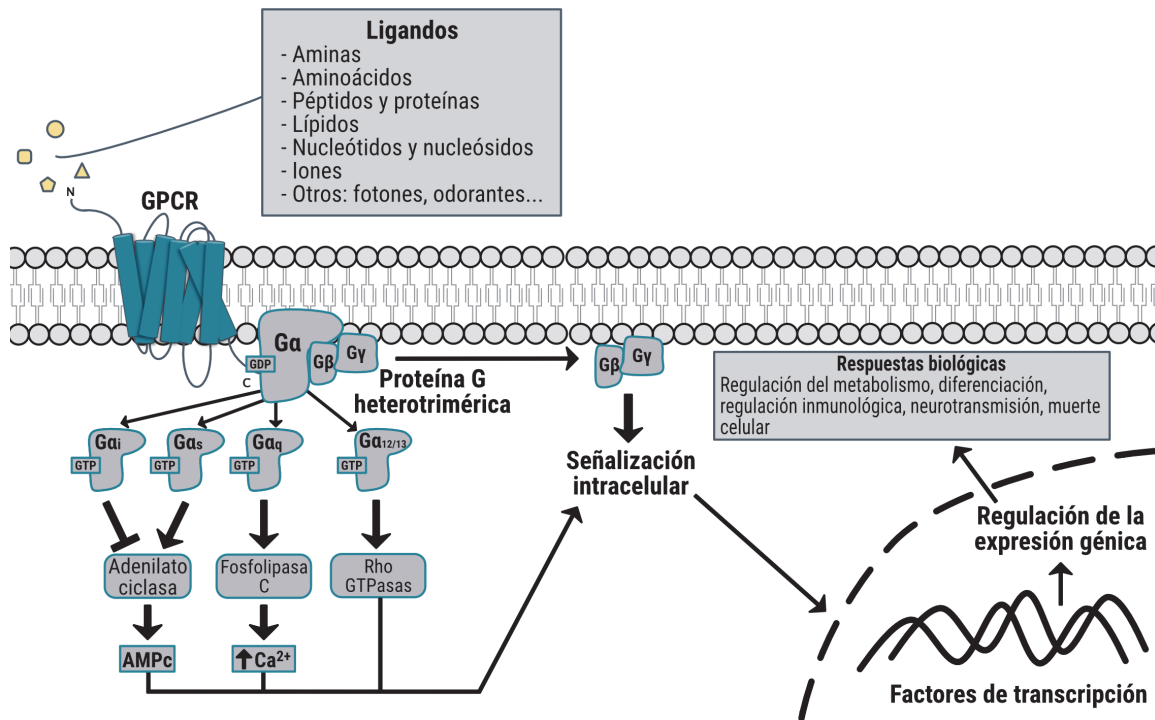 Ligandos
- Aminas
- Aminoácidos
- Péptidos y proteínas
- Lípidos
- Nucleótidos y nucleósidos
- Iones
- Otros: fotones, odorantes...
N
GPCR
Gα
GDP
Gβ
Gγ
C
Proteína G
heterotrimérica
Gβ
Gγ
Respuestas biológicas
Regulación del metabolismo, diferenciación,
regulación inmunológica, neurotransmisión, muerte
celular
Gαi
GTP
Gαs
GTP
Gαq
GTP
Gα12/13
GTP
Señalización
intracelular
Adenilato
ciclasa
Fosfolipasa
C
Rho
GTPasas
AMPc
Ca2+
Regulación de la
expresión génica
Factores de transcripción